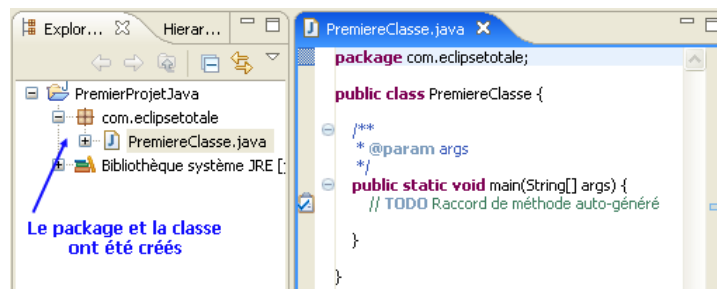 Explor... Hierar...
PremierProjetJava
com.eclipsetotale
PremiereClasse.java
Bibliothèque système JRE [
Le package et la classe
ont été créés
PremiereClasse.java
package com.eclipsetotale;
public class PremiereClasse {
/**
* @param args
*/
public static void main(String[] args) {
// TODO Raccord de méthode auto-généré
}
}